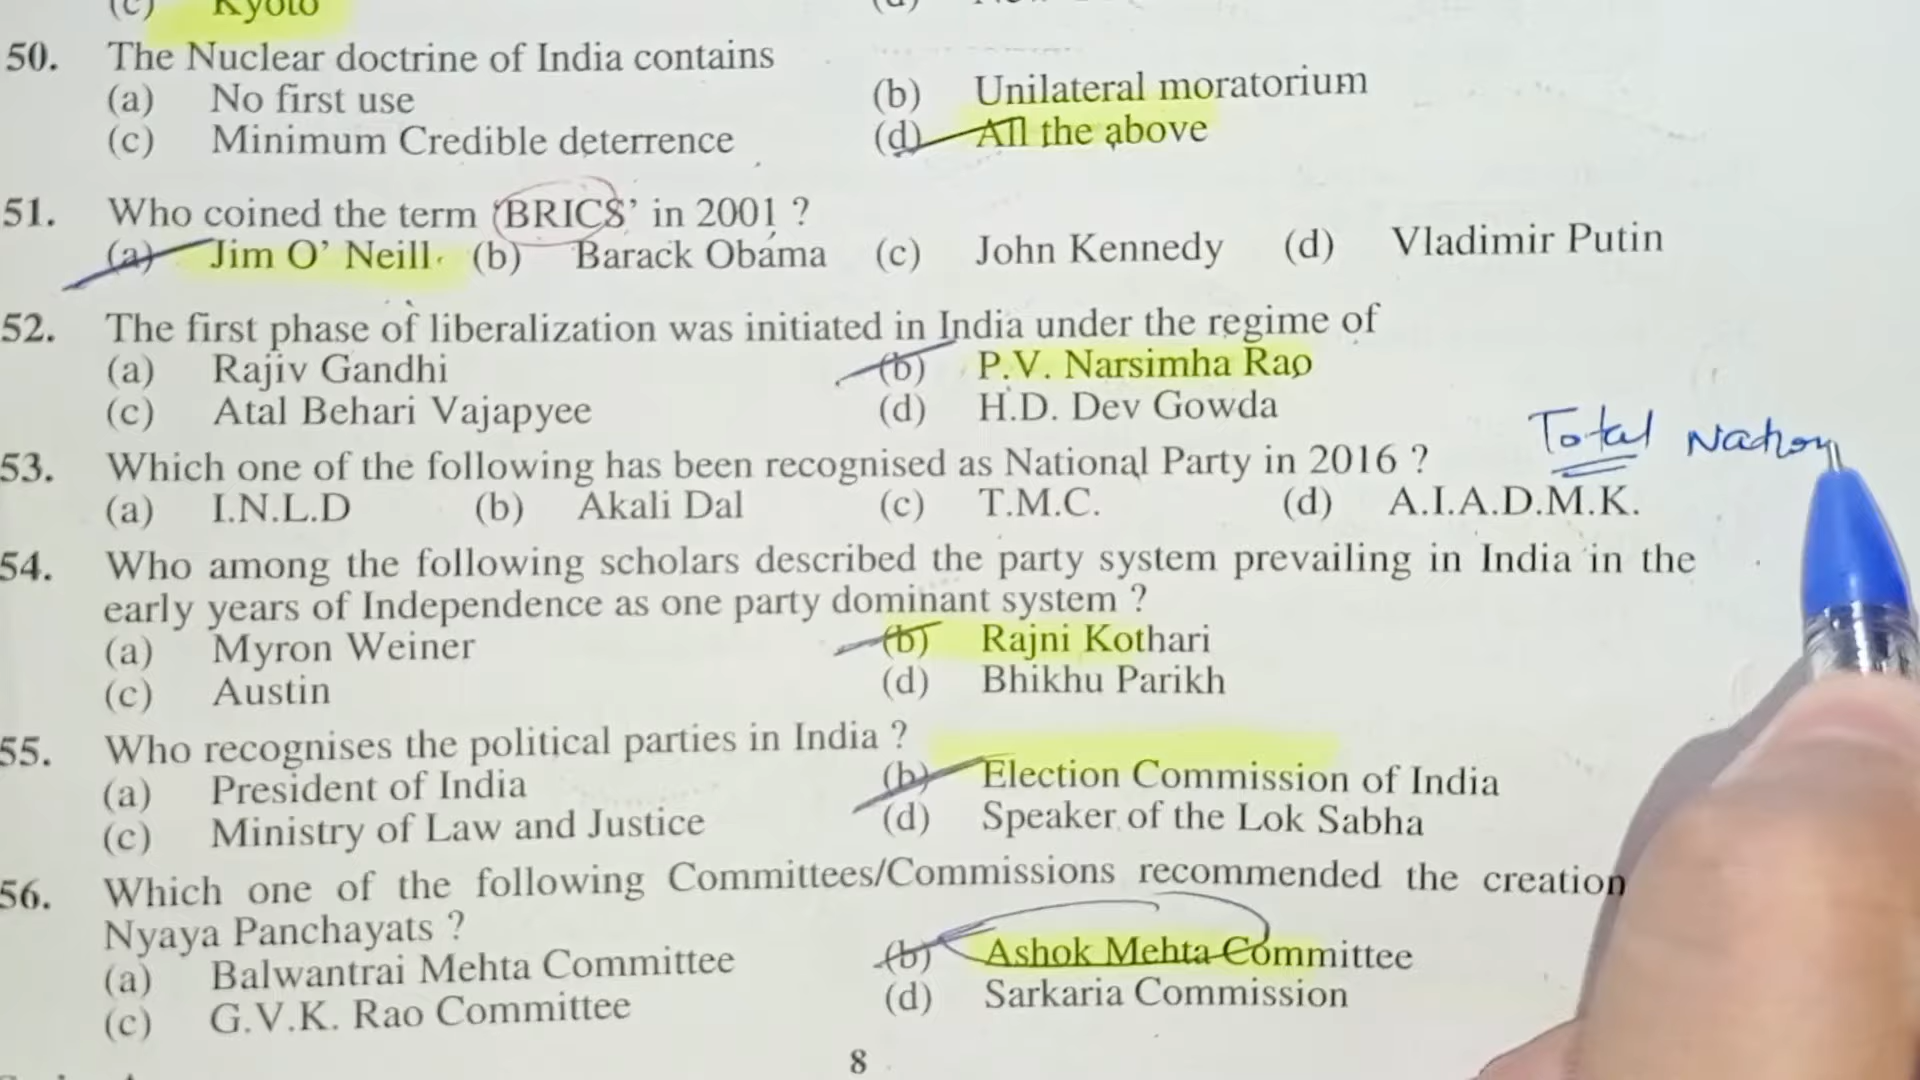 (c) Kyoto
50. The Nuclear doctrine of India contains
(a) No first use (b) Unilateral moratorium
(c) Minimum Credible deterrence (d) All the above
51. Who coined the term ‘BRICS’ in 2001 ?
(a) Jim O’ Neill (b) Barack Obama (c) John Kennedy (d) Vladimir Putin
52. The first phase of liberalization was initiated in India under the regime of
(a) Rajiv Gandhi (b) P.V. Narsimha Rao
(c) Atal Behari Vajapyee (d) H.D. Dev Gowda
Total Nation
53. Which one of the following has been recognised as National Party in 2016 ?
(a) I.N.L.D (b) Akali Dal (c) T.M.C. (d) A.I.A.D.M.K.
54. Who among the following scholars described the party system prevailing in India in the
early years of Independence as one party dominant system ?
(a) Myron Weiner (b) Rajni Kothari
(c) Austin (d) Bhikhu Parikh
55. Who recognises the political parties in India ?
(a) President of India (b) Election Commission of India
(c) Ministry of Law and Justice (d) Speaker of the Lok Sabha
56. Which one of the following Committees/Commissions recommended the creation
Nyaya Panchayats ?
(a) Balwantrai Mehta Committee (b) Ashok Mehta Committee
(c) G.V.K. Rao Committee (d) Sarkaria Commission
8